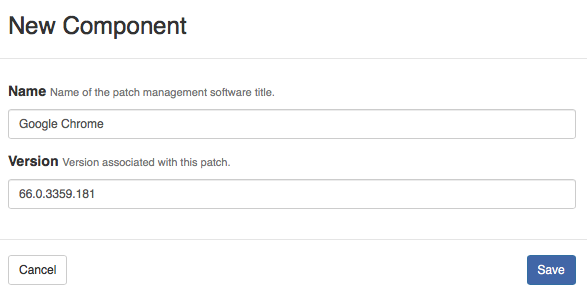 New Component
Name Name of the patch management software title.
Google Chrome
Version Version associated with this patch.
66.0.3359.181
Cancel Save